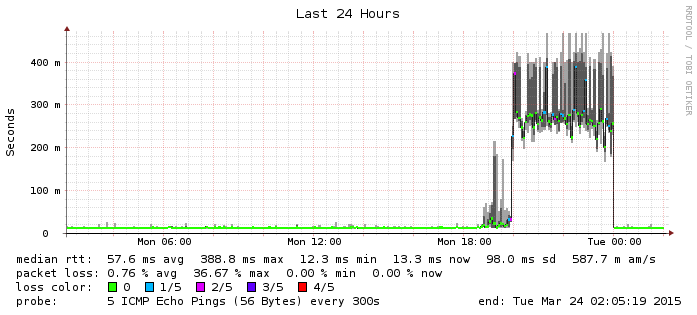 Last 24 Hours
RRDTOOL / TOBI OETIKER
Seconds
400 m
300 m
200 m
100 m
0
Mon 06:00 Mon 12:00 Mon 18:00 Tue 00:00
median rtt: 57.6 ms avg 388.8 ms max 12.3 ms min 13.3 ms now 98.0 ms sd 587.7 m am/s
packet loss: 0.76 % avg 36.67 % max 0.00 % min 0.00 % now
loss color: 0 1/5 2/5 3/5 4/5
probe: 5 ICMP Echo Pings (56 Bytes) every 300s end: Tue Mar 24 02:05:19 2015